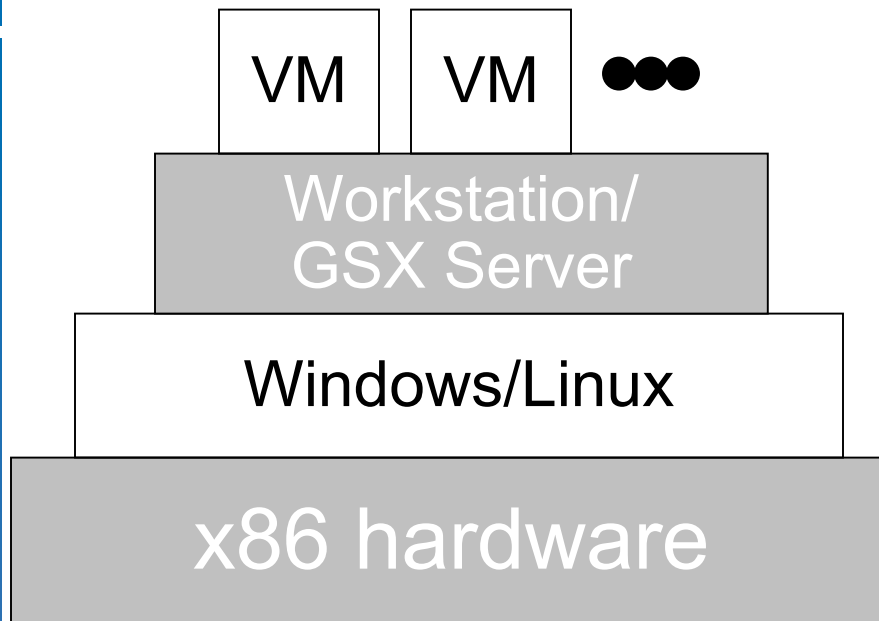 VM VM
Workstation/
GSX Server
Windows/Linux
x86 hardware